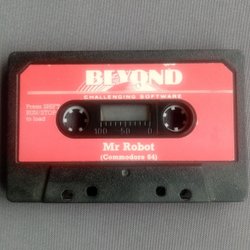 BEYOND
CHALLENGING SOFTWARE
Press SHIFT
RUN/STOP
to load
100 50 0
Mr Robot
(Commodore 64)